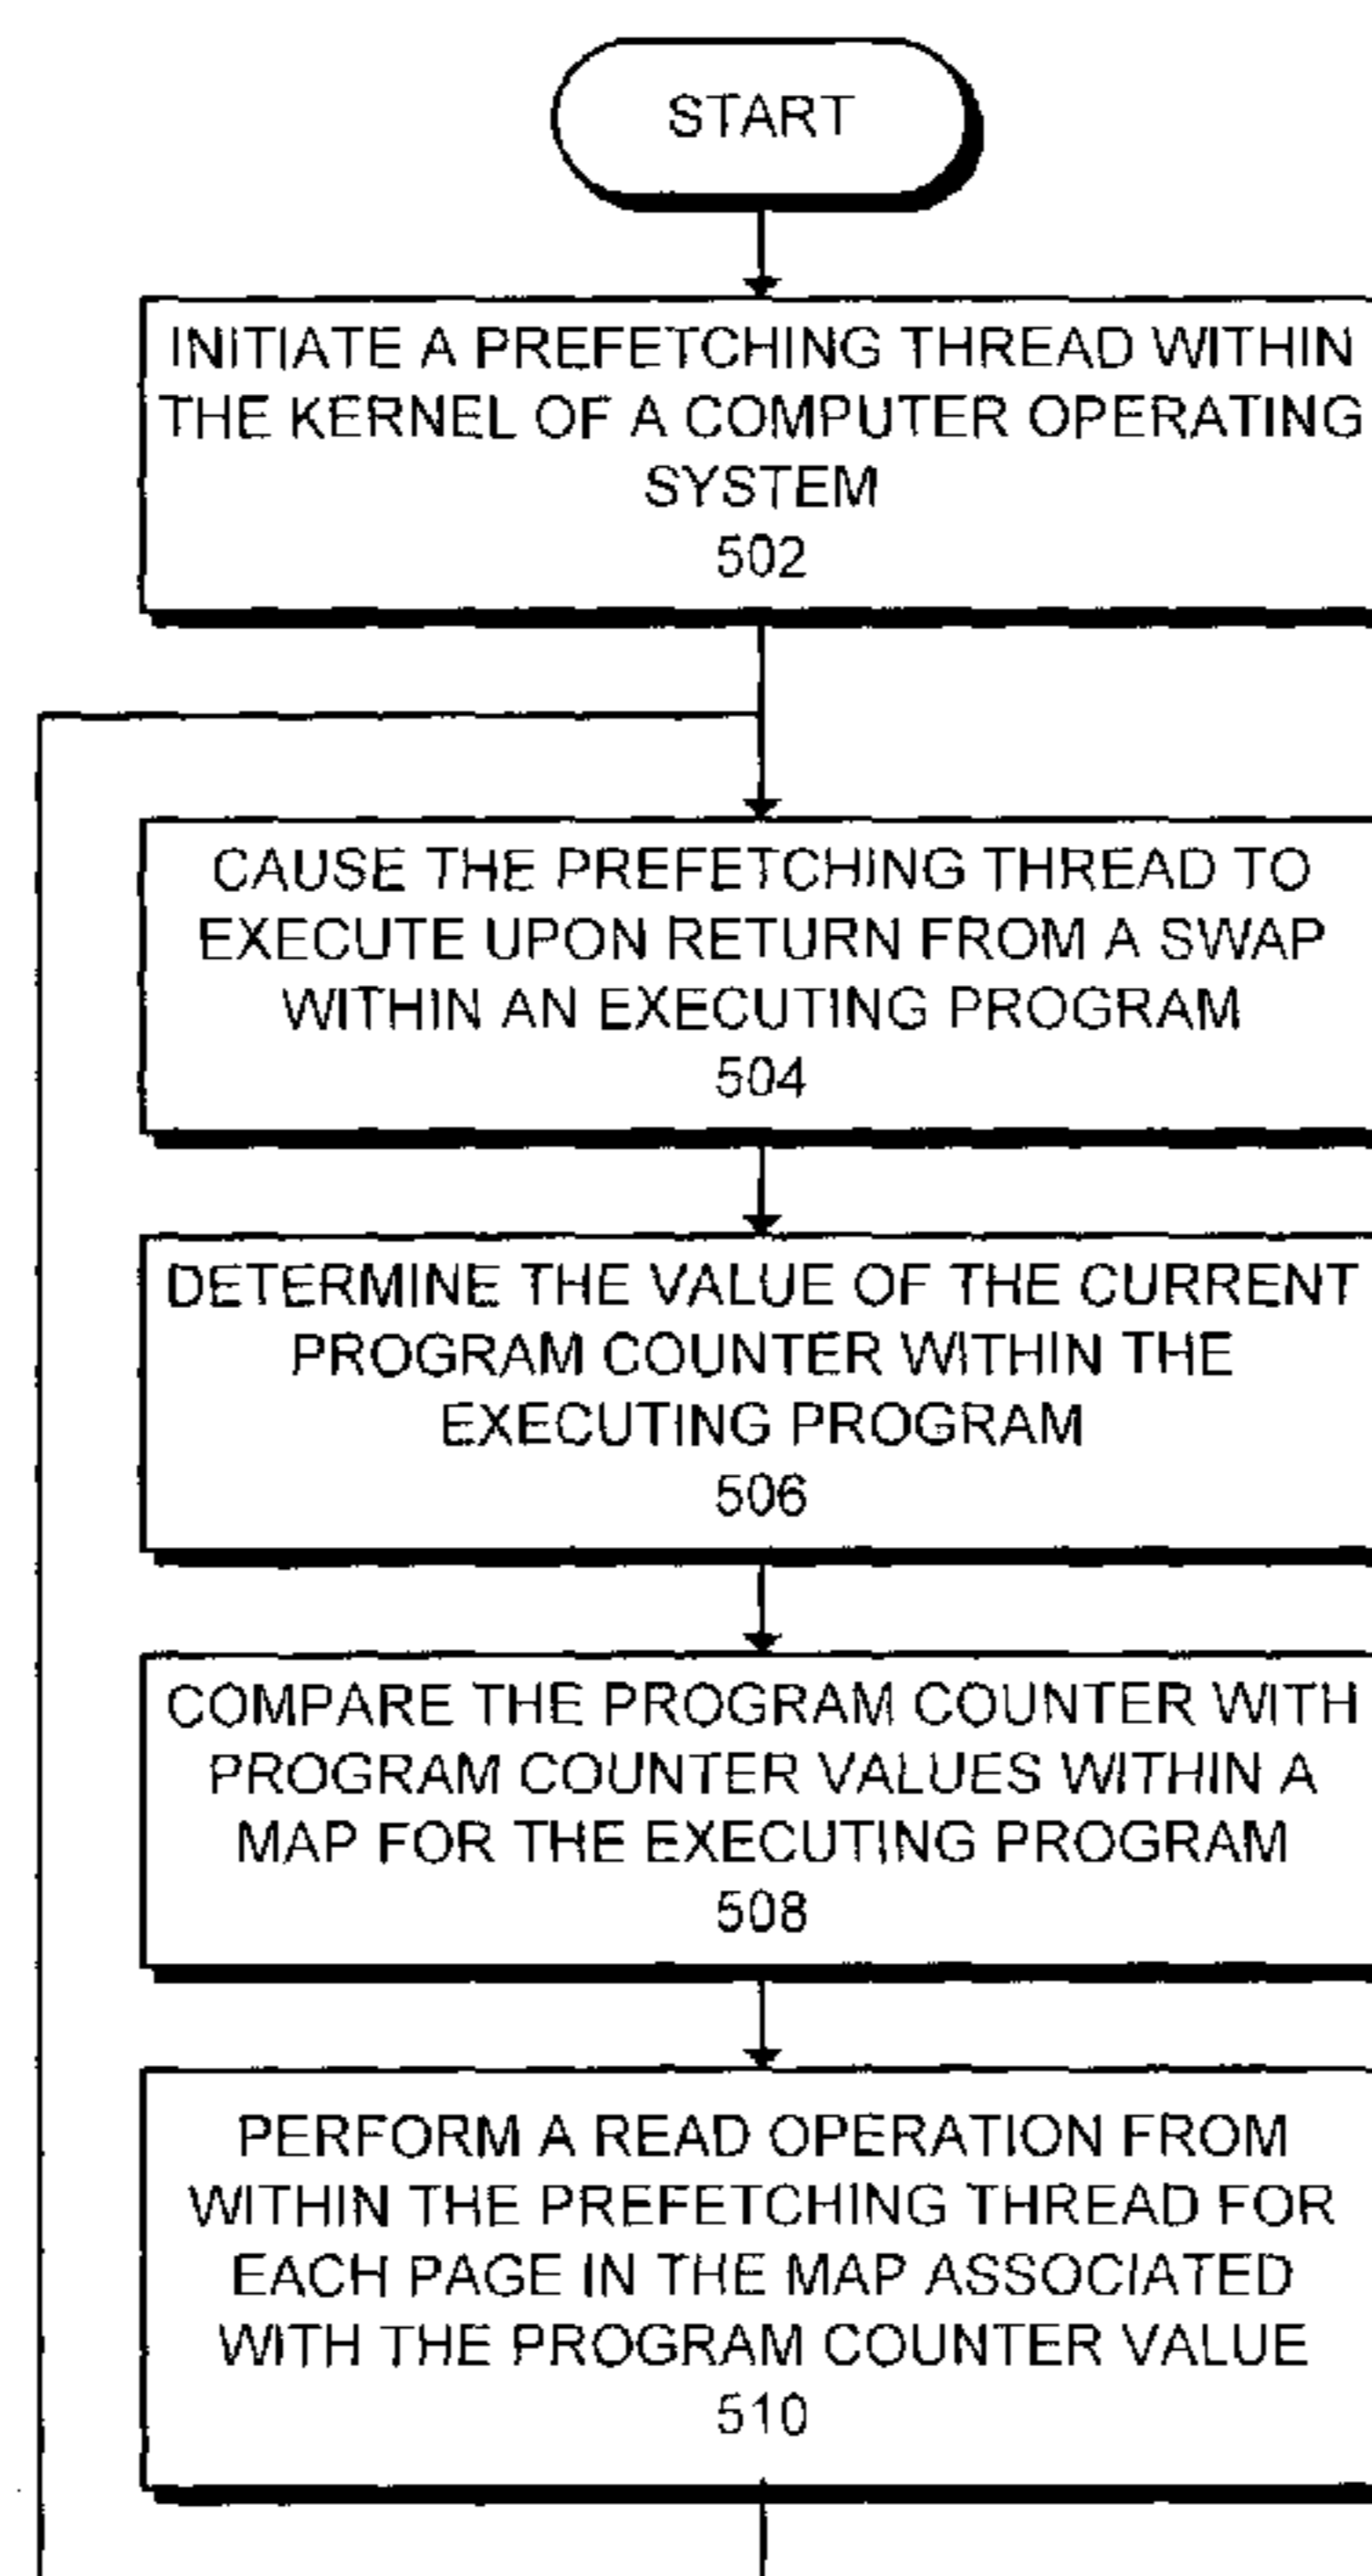 START
INITIATE A PREFETCHING THREAD WITHIN
THE KERNEL OF A COMPUTER OPERATING
SYSTEM
502
CAUSE THE PREFETCHING THREAD TO
EXECUTE UPON RETURN FROM A SWAP
WITHIN AN EXECUTING PROGRAM
504
DETERMINE THE VALUE OF THE CURRENT
PROGRAM COUNTER WITHIN THE
EXECUTING PROGRAM
506
COMPARE THE PROGRAM COUNTER WITH
PROGRAM COUNTER VALUES WITHIN A
MAP FOR THE EXECUTING PROGRAM
508
PERFORM A READ OPERATION FROM
WITHIN THE PREFETCHING THREAD FOR
EACH PAGE IN THE MAP ASSOCIATED
WITH THE PROGRAM COUNTER VALUE
510